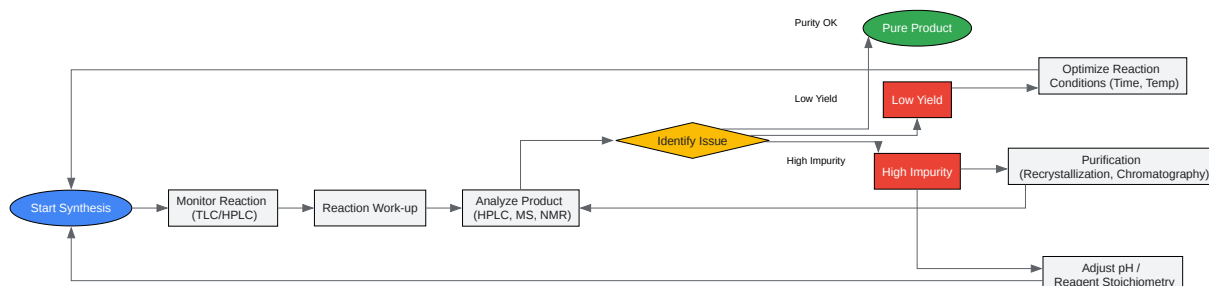 Purity OK
Pure Product
Optimize Reaction
Conditions (Time, Temp)
Low Yield
Low Yield
Identify Issue
High Impurity
High Impurity
Purification
(Recrystallization, Chromatography)
Start Synthesis
Monitor Reaction
(TLC/HPLC)
Reaction Work-up
Analyze Product
(HPLC, MS, NMR)
Adjust pH /
Reagent Stoichiometry